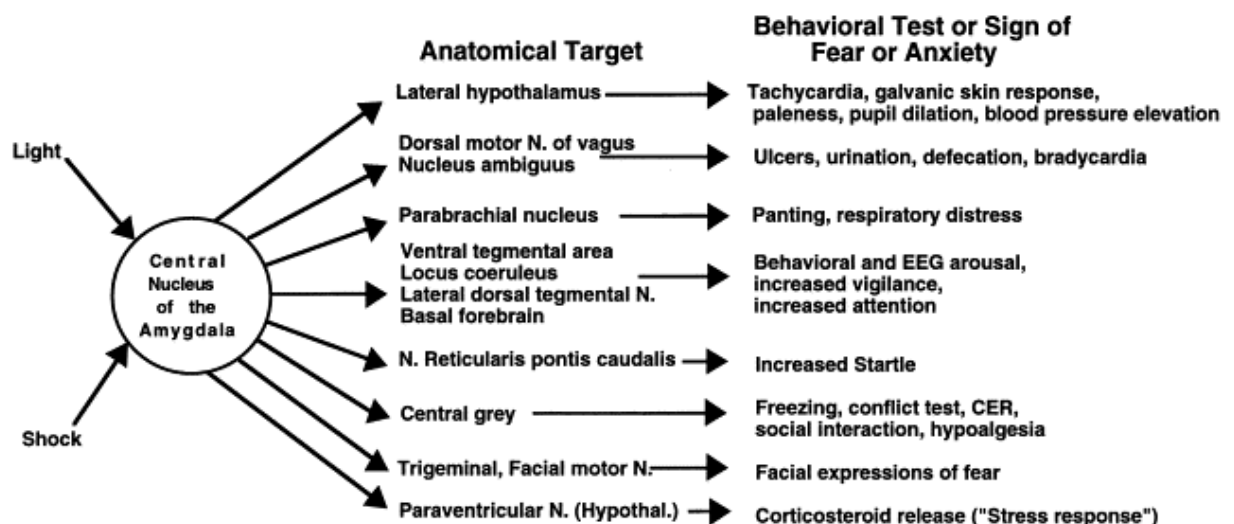 Anatomical Target
Behavioral Test or Sign of
Fear or Anxiety
Light
Shock
Central
Nucleus
of the
Amygdala
Lateral hypothalamus
Tachycardia, galvanic skin response,
paleness, pupil dilation, blood pressure elevation
Dorsal motor N. of vagus
Nucleus ambiguus
Ulcers, urination, defecation, bradycardia
Parabrachial nucleus
Panting, respiratory distress
Ventral tegmental area
Locus coeruleus
Lateral dorsal tegmental N.
Basal forebrain
Behavioral and EEG arousal,
increased vigilance,
increased attention
N. Reticularis pontis caudalis
Increased Startle
Central grey
Freezing, conflict test, CER,
social interaction, hypoalgesia
Trigeminal, Facial motor N.
Facial expressions of fear
Paraventricular N. (Hypothal.)
Corticosteroid release ("Stress response")